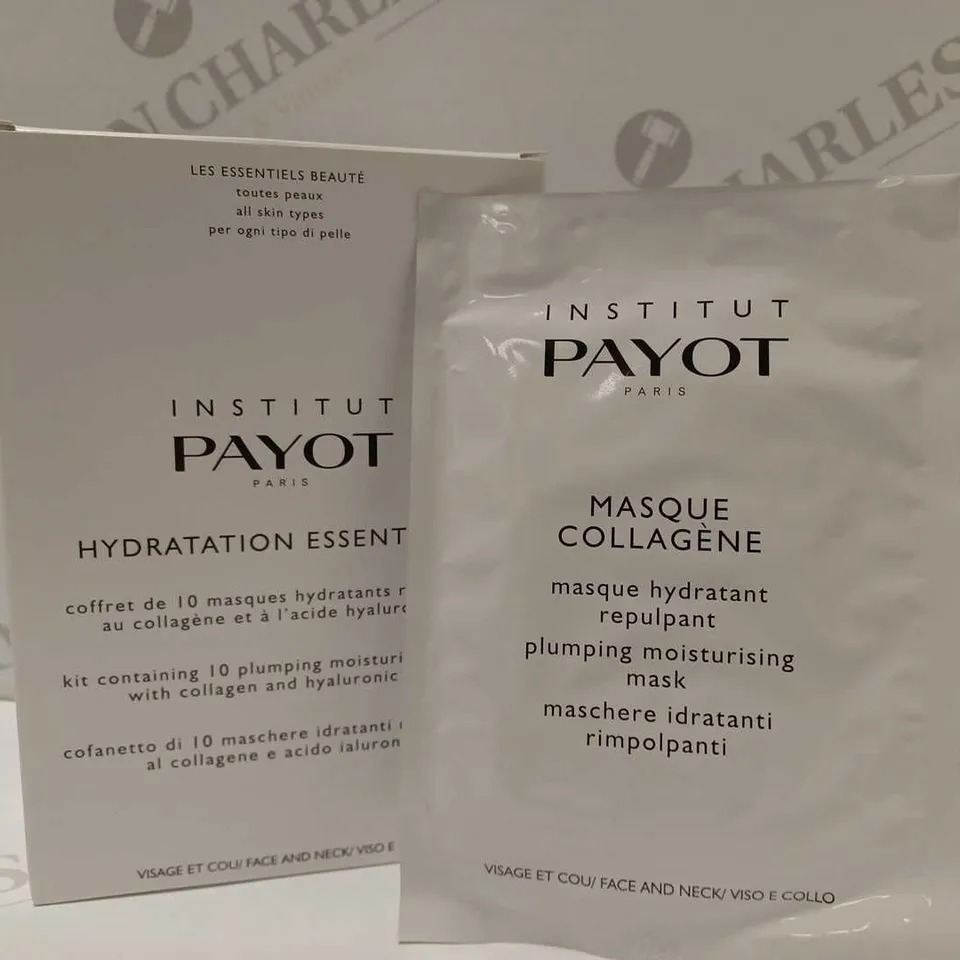 LES ESSENTIELS BEAUTÉ
toutes peaux
all skin types
per ogni tipo di pelle
INSTITUT
PAYOT
PARIS
HYDRATATION ESSENT
coffret de 10 masques hydratants r
au collagène et à l'acide hyalur
kit containing 10 plumping moisturi
with collagen and hyaluronic
cofanetto di 10 maschere idratanti
al collagene e acido ialuron
VISAGE ET COU/ FACE AND NECK/ VISO E
INSTITUT
PAYOT
PARIS
MASQUE
COLLAGÈNE
masque hydratant
repulpant
plumping moisturising
mask
maschere idratanti
rimpolpanti
VISAGE ET COU/ FACE AND NECK/ VISO E COLLO
N CHARLES
HARLES